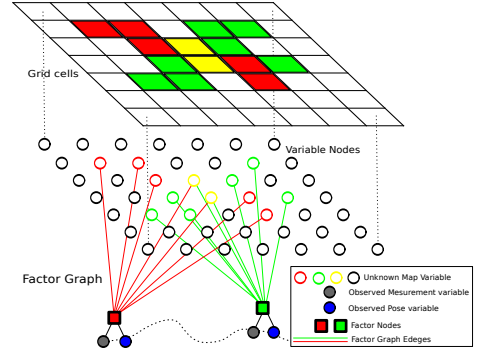 Grid cells
Variable Nodes
Factor Graph
Unknown Map Variable
Observed Mesurement variable
Observed Pose variable
Factor Nodes
Factor Graph Edeges